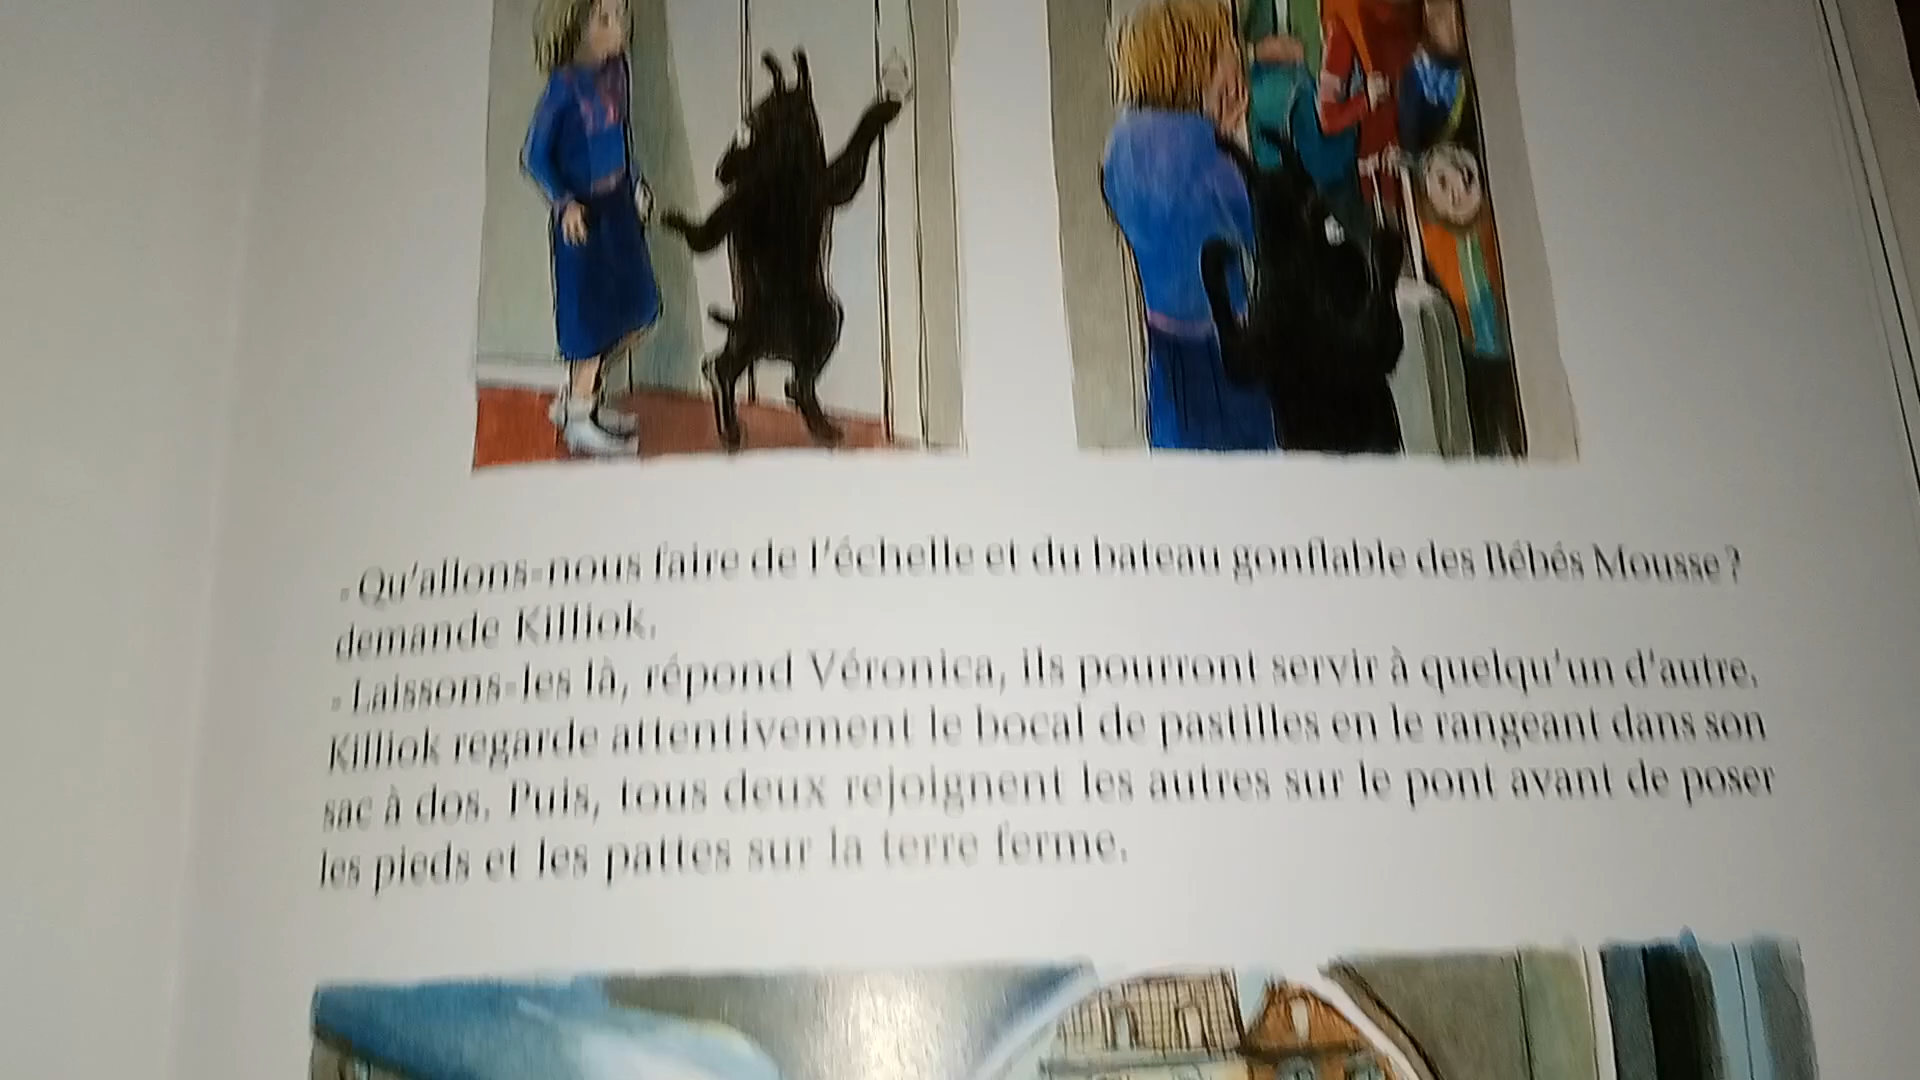 - Qu'allons-nous faire de l'échelle et du bateau gonflable des Bébés Mousse ?
demande Killiok.
- Laissons-les là, répond Véronica, ils pourront servir à quelqu'un d'autre.
Killiok regarde attentivement le bocal de pastilles en le rangeant dans son
sac à dos. Puis, tous deux rejoignent les autres sur le pont avant de poser
les pieds et les pattes sur la terre ferme.